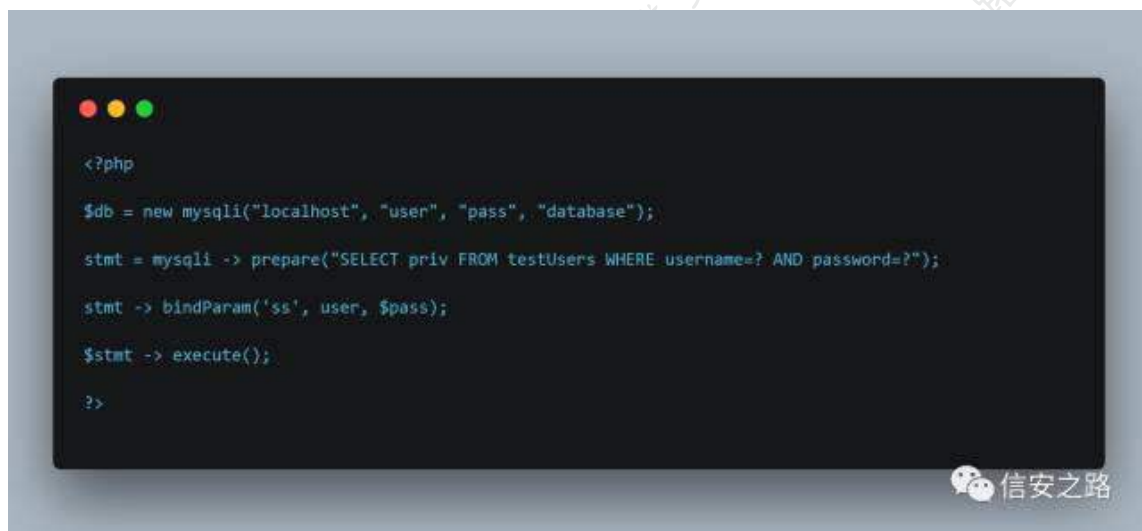 <?php
$db = new mysqli("localhost", "user", "pass", "database");
stmt = mysqli -> prepare("SELECT priv FROM testUsers WHERE username=? AND password=?");
stmt -> bindParam('ss', user, $pass);
$stmt -> execute();
?>
信安之路